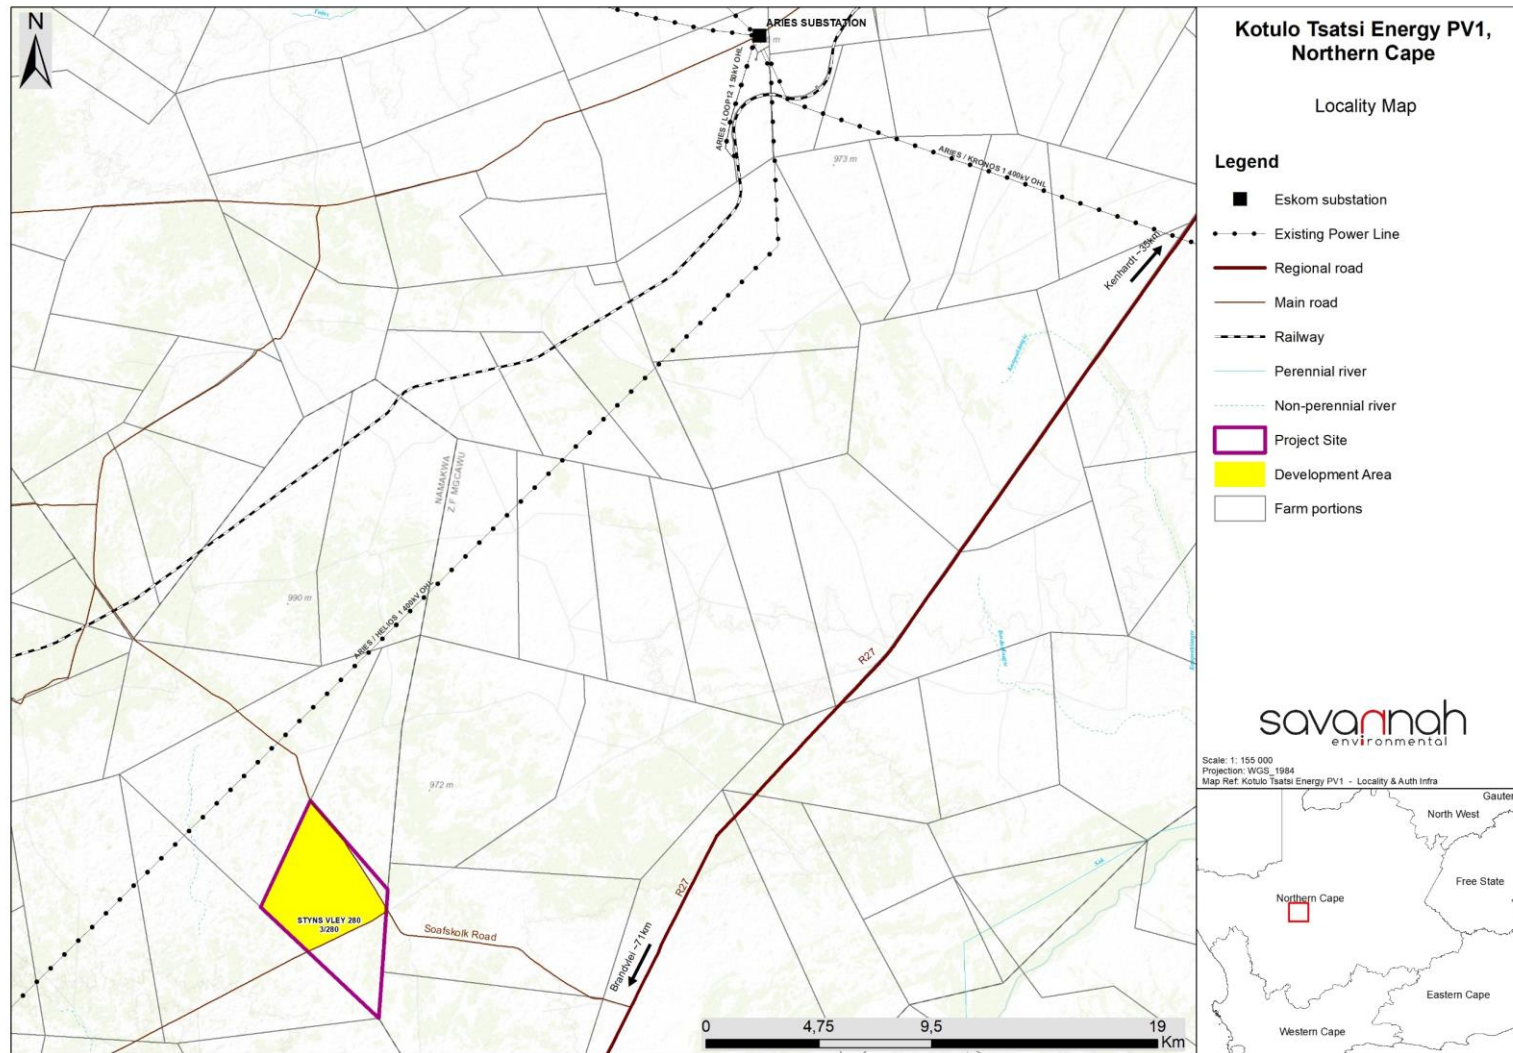 N
ARIES SUBSTATION
ARIES / LOOP12 1 50kV OHL
973 m
ARIES / KRONOS 1 400kV OHL
Kenhardt ~35km
NAMAKWA
Z F MGCAWU
990 m
ARIES / HELIOS 1 400kV OHL
R27
972 m
STYNS VLEY 280
3/280
Soafskolk Road
R27
Brandvlei ~71km
Sak
0 4,75 9,5 19
Km
Kotulo Tsatsi Energy PV1,
Northern Cape
Locality Map
Legend
Eskom substation
Existing Power Line
Regional road
Main road
Railway
Perennial river
Non-perennial river
Project Site
Development Area
Farm portions
savannah
environmental
Scale: 1: 155 000
Projection: WGS_1984
Map Ref: Kotulo Tsatsi Energy PV1 - Locality & Auth Infra
Gauten
North West
Free State
Northern Cape
Eastern Cape
Western Cape